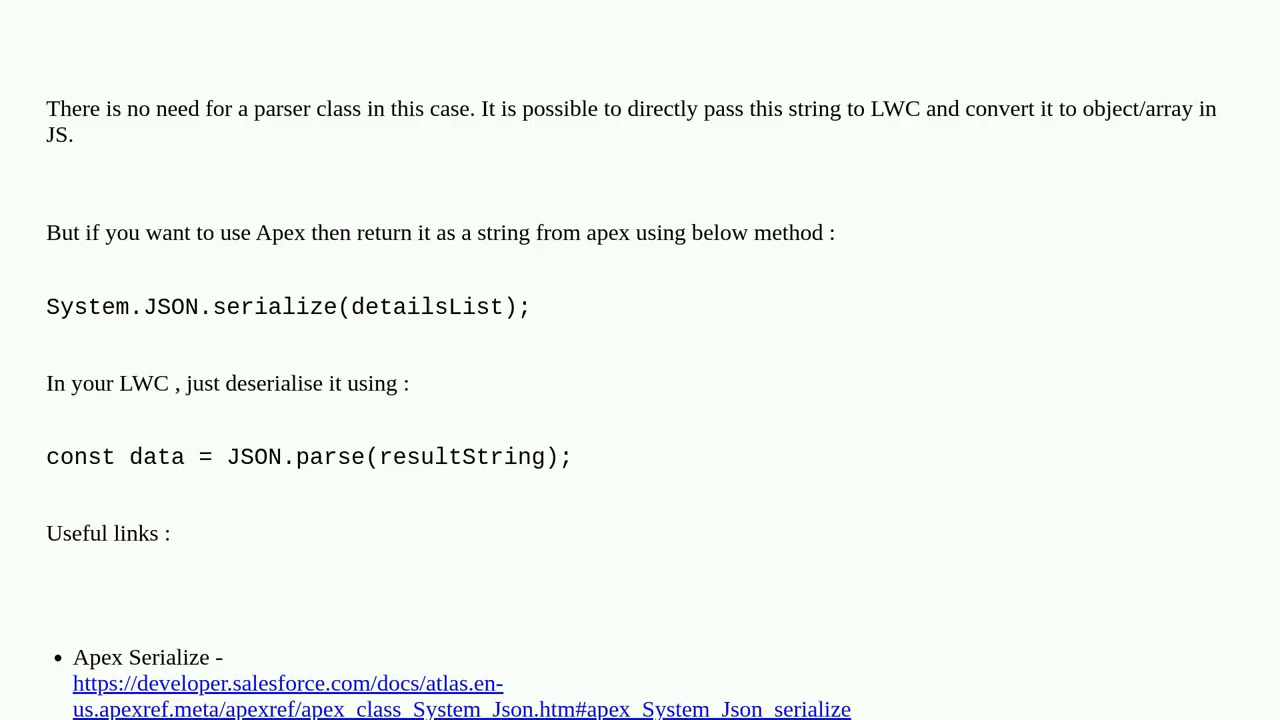 There is no need for a parser class in this case. It is possible to directly pass this string to LWC and convert it to object/array in
JS.
But if you want to use Apex then return it as a string from apex using below method :
System.JSON.serialize(detailsList);
In your LWC , just deserialise it using :
const data = JSON.parse(resultString);
Useful links :
• Apex Serialize -
https://developer.salesforce.com/docs/atlas.en-
us.apexref.meta/apexref/apex_class_System_Json.htm#apex_System_Json_serialize